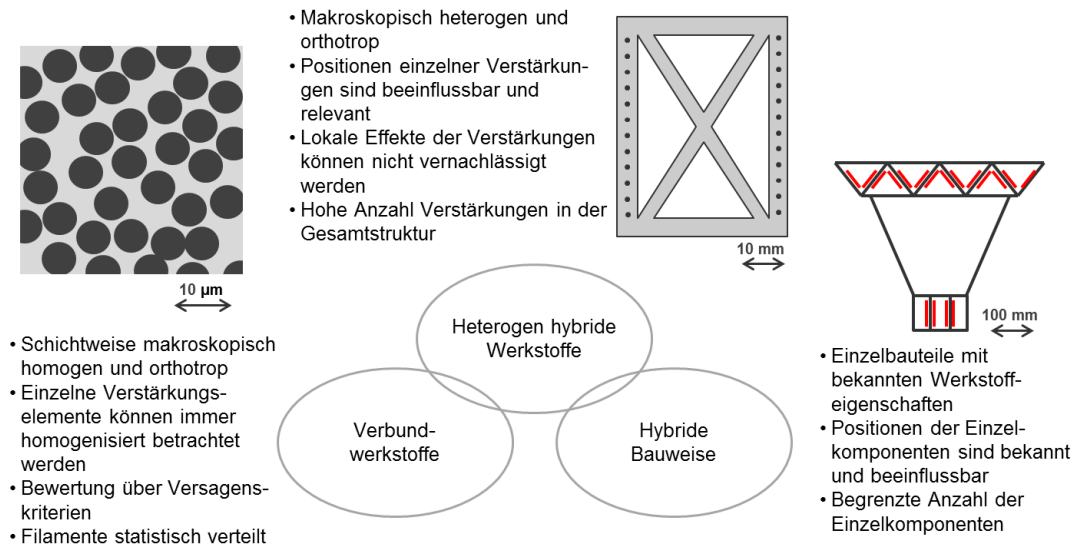 • Makroskopisch heterogen und
orthotrop
• Positionen einzelner Verstärkun-
gen sind beeinflussbar und
relevant
• Lokale Effekte der Verstärkungen
können nicht vernachlässigt
werden
• Hohe Anzahl Verstärkungen in der
Gesamtstruktur
10 µm
10 mm
100 mm
Heterogen hybride
Werkstoffe
Verbund-
werkstoffe
Hybride
Bauweise
• Schichtweise makroskopisch
homogen und orthotrop
• Einzelne Verstärkungs-
elemente können immer
homogenisiert betrachtet
werden
• Bewertung über Versagens-
kriterien
• Filamente statistisch verteilt
• Einzelbauteile mit
bekannten Werkstoff-
eigenschaften
• Positionen der Einzel-
komponenten sind bekannt
und beeinflussbar
• Begrenzte Anzahl der
Einzelkomponenten